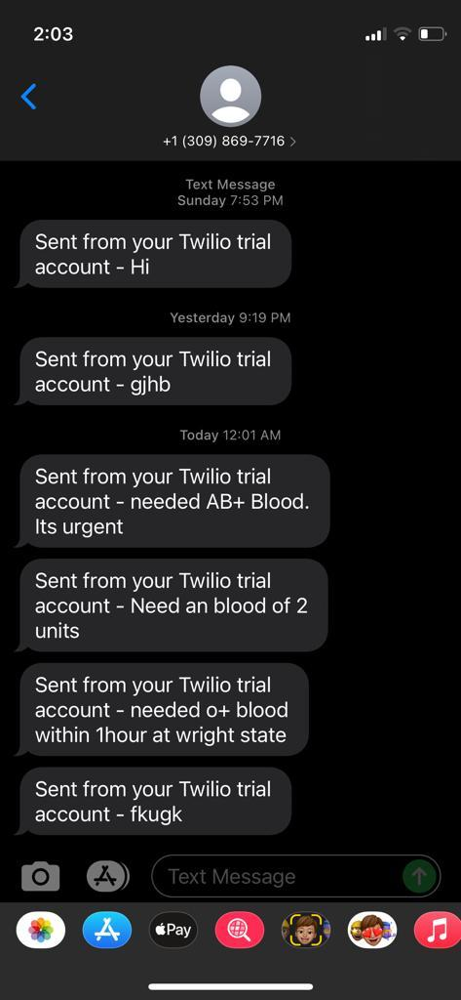 2:03
+1 (309) 869-7716
Text Message
Sunday 7:53 PM
Sent from your Twilio trial
account - Hi
Yesterday 9:19 PM
Sent from your Twilio trial
account - gjhb
Today 12:01 AM
Sent from your Twilio trial
account - needed AB+ Blood.
Its urgent
Sent from your Twilio trial
account - Need an blood of 2
units
Sent from your Twilio trial
account - needed o+ blood
within 1hour at wright state
Sent from your Twilio trial
account - fkugk
Text Message
Pay